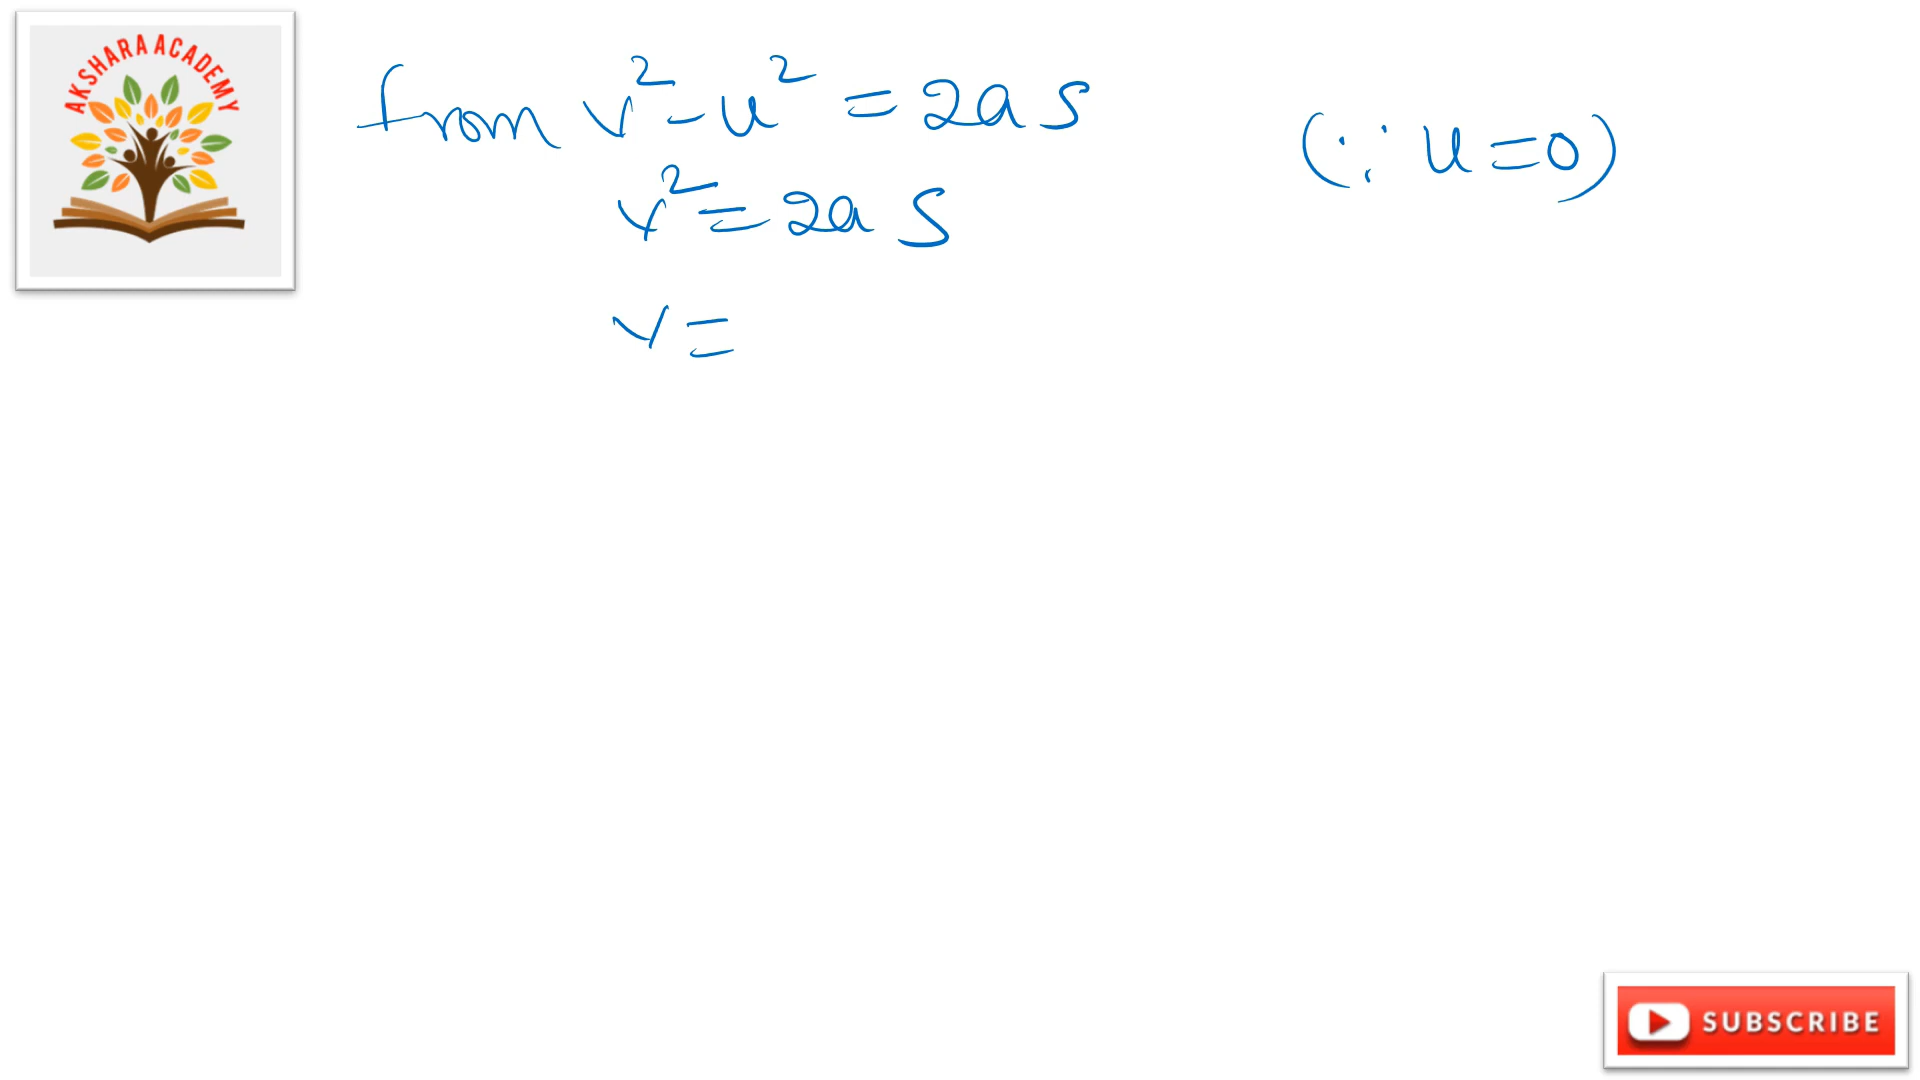 AKSHARA ACADEMY
from v² - u² = 2as
(∵ u = 0)
v² = 2as
v =
SUBSCRIBE